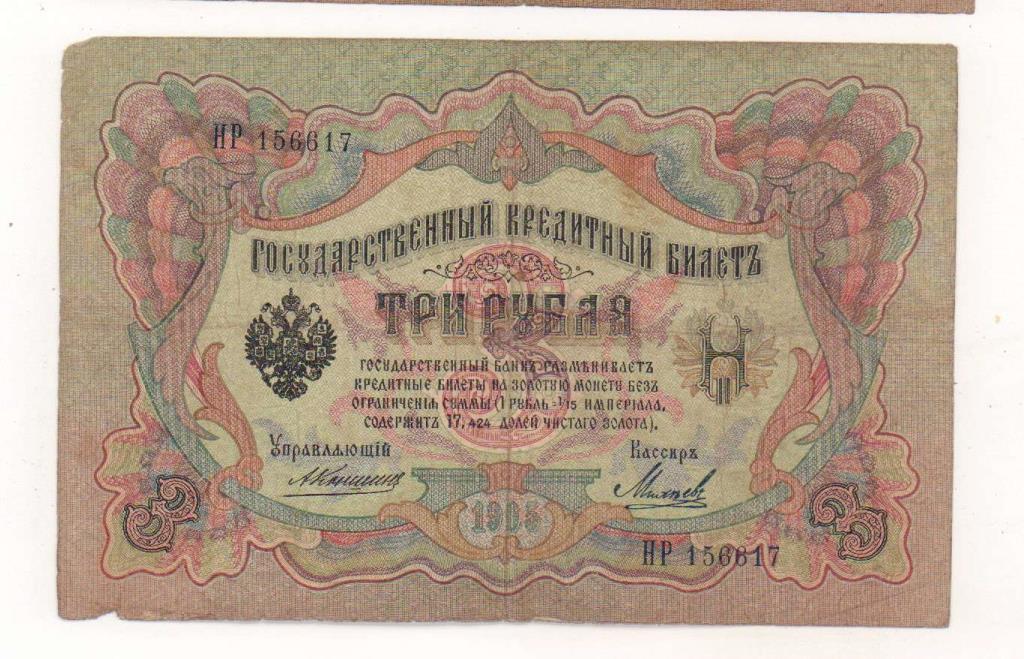 НР 156617
ГОСУДАРСТВЕННЫЙ КРЕДИТНЫЙ БИЛЕТЪ
ТРИ РУБЛЯ
ГОСУДАРСТВЕННЫЙ БАНКЪ РАЗМѢНИВАЕТЪ
КРЕДИТНЫЕ БИЛЕТЫ НА ЗОЛОТУЮ МОНЕТУ БЕЗЪ
ОГРАНИЧЕНІЯ СУММЫ (1 РУБЛЬ = 1/15 ИМПЕРІАЛА,
СОДЕРЖИТЪ 17,424 ДОЛЕЙ ЧИСТАГО ЗОЛОТА).
Управляющій Кассиръ
3 1905 3
НР 156617